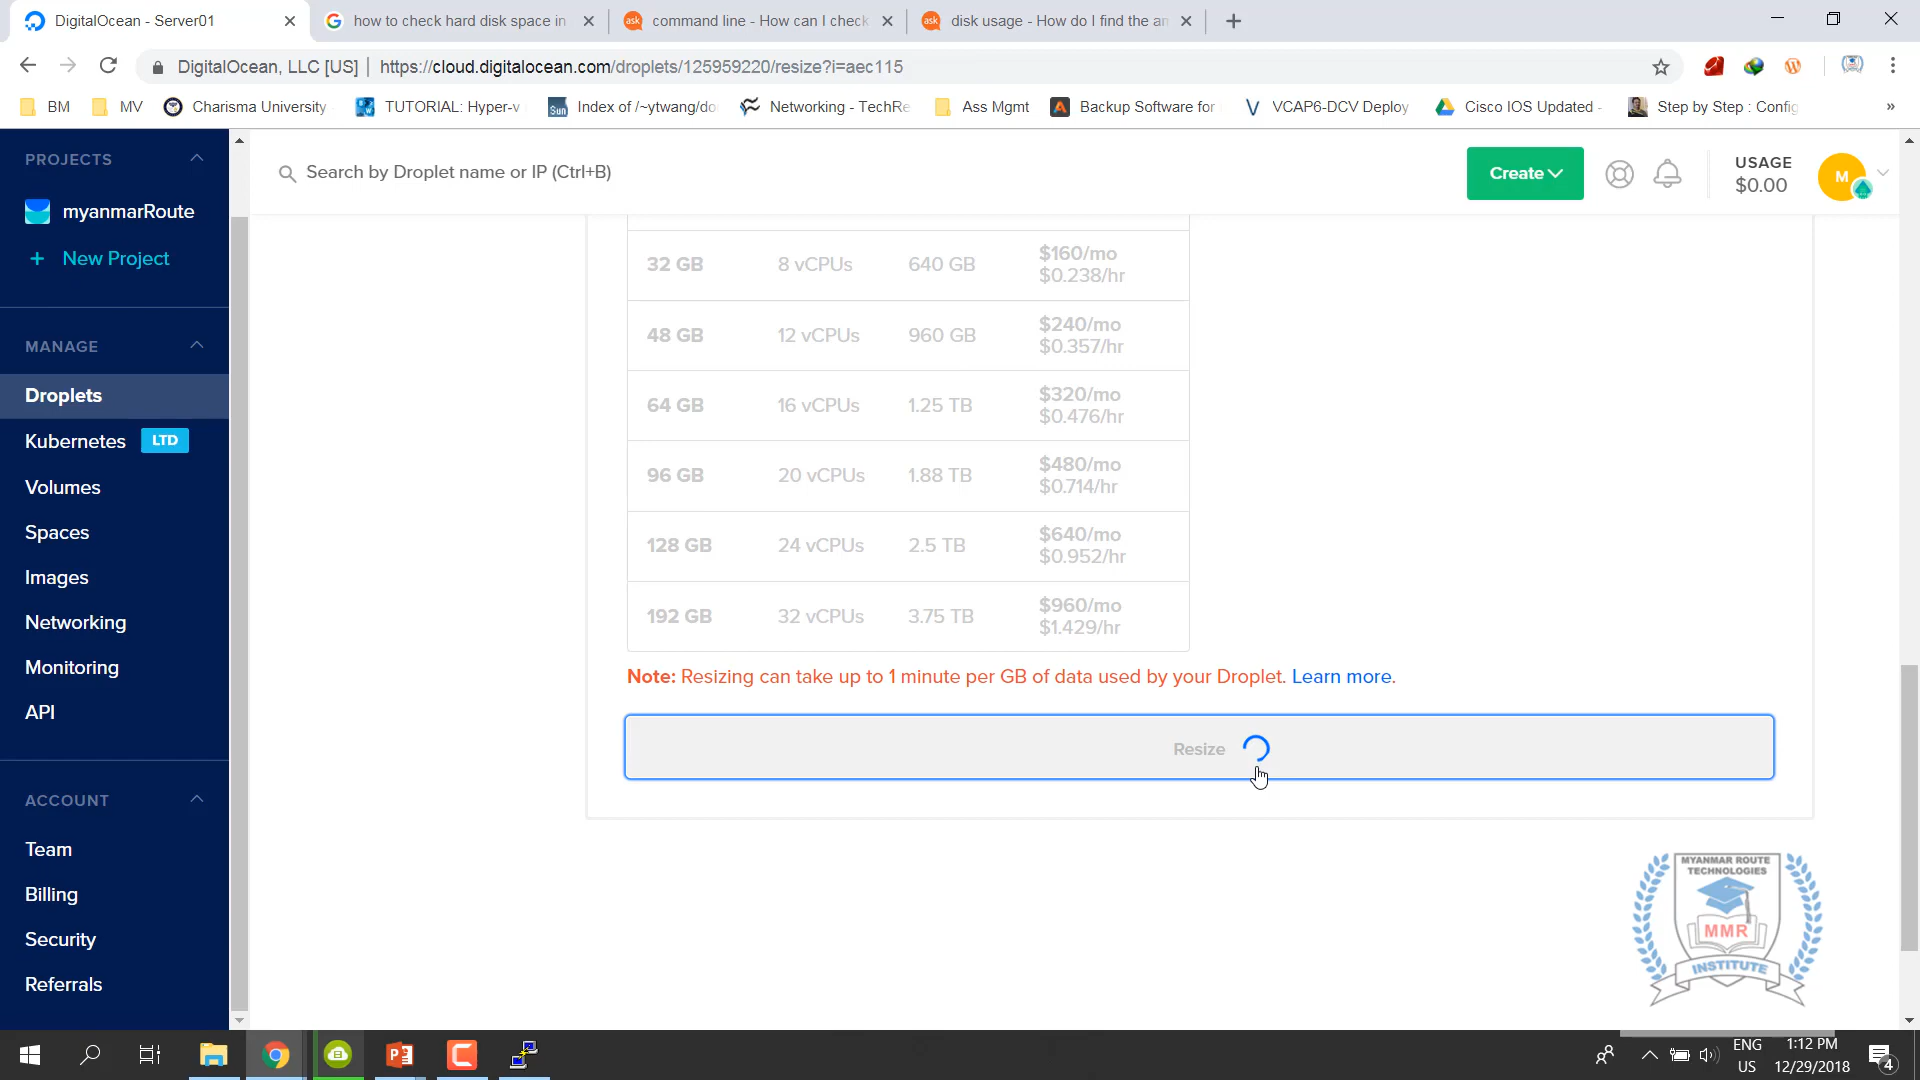 DigitalOcean - Server01
how to check hard disk space in
command line - How can I check
disk usage - How do I find the am
DigitalOcean, LLC [US] | https://cloud.digitalocean.com/droplets/125959220/resize?i=aec115
BM
MV
Charisma University
TUTORIAL: Hyper-v
Index of /~ytwang/do
Networking - TechRe
Ass Mgmt
Backup Software for
VCAP6-DCV Deploy
Cisco IOS Updated -
Step by Step : Config
»
PROJECTS
myanmarRoute
+ New Project
MANAGE
Droplets
Kubernetes LTD
Volumes
Spaces
Images
Networking
Monitoring
API
ACCOUNT
Team
Billing
Security
Referrals
Search by Droplet name or IP (Ctrl+B)
Create
USAGE
$0.00
M
32 GB 8 vCPUs 640 GB $160/mo
$0.238/hr
48 GB 12 vCPUs 960 GB $240/mo
$0.357/hr
64 GB 16 vCPUs 1.25 TB $320/mo
$0.476/hr
96 GB 20 vCPUs 1.88 TB $480/mo
$0.714/hr
128 GB 24 vCPUs 2.5 TB $640/mo
$0.952/hr
192 GB 32 vCPUs 3.75 TB $960/mo
$1.429/hr
Note: Resizing can take up to 1 minute per GB of data used by your Droplet. Learn more.
Resize
MYANMAR ROUTE
TECHNOLOGIES
MMR
INSTITUTE
ENG
US
1:12 PM
12/29/2018
4